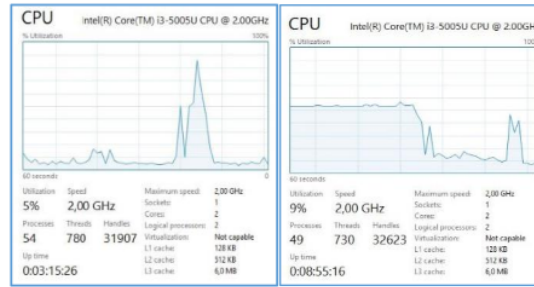 CPU Intel(R) Core(TM) i3-5005U CPU @ 2.00GHz
% Utilization 100%
60 seconds 0
Utilization Speed Maximum speed: 2,00 GHz
5% 2,00 GHz Sockets: 1
Cores: 2
Processes Threads Handles Logical processors: 2
54 780 31907 Virtualization: Not capable
L1 cache: 128 KB
Up time L2 cache: 512 KB
0:03:15:26 L3 cache: 6,0 MB
CPU Intel(R) Core(TM) i3-5005U CPU @ 2.00GH
% Utilization 100
60 seconds
Utilization Speed Maximum speed: 2,00 GHz
9% 2,00 GHz Sockets: 1
Cores: 2
Processes Threads Handles Logical processors: 2
49 730 32623 Virtualization: Not capable
L1 cache: 128 KB
Up time L2 cache: 512 KB
0:08:55:16 L3 cache: 6,0 MB